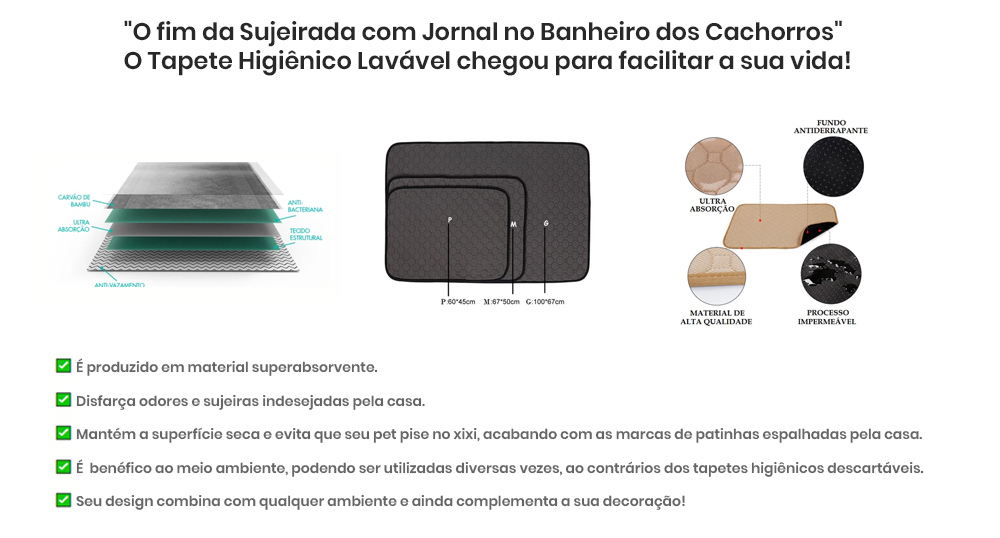 "O fim da Sujeirada com Jornal no Banheiro dos Cachorros"
O Tapete Higiênico Lavável chegou para facilitar a sua vida!
CARVÃO DE
BAMBU
ULTRA
ABSORÇÃO
ANTI-VAZAMENTO
ANTI-
BACTERIANA
TECIDO
ESTRUTURAL
P
M
G
P:60*45cm M:67*50cm G:100*67cm
FUNDO
ANTIDERRAPANTE
ULTRA
ABSORÇÃO
MATERIAL DE
ALTA QUALIDADE
PROCESSO
IMPERMEÁVEL
É produzido em material superabsorvente.
Disfarça odores e sujeiras indesejadas pela casa.
Mantém a superfície seca e evita que seu pet pise no xixi, acabando com as marcas de patinhas espalhadas pela casa.
É benéfico ao meio ambiente, podendo ser utilizadas diversas vezes, ao contrários dos tapetes higiênicos descartáveis.
Seu design combina com qualquer ambiente e ainda complementa a sua decoração!